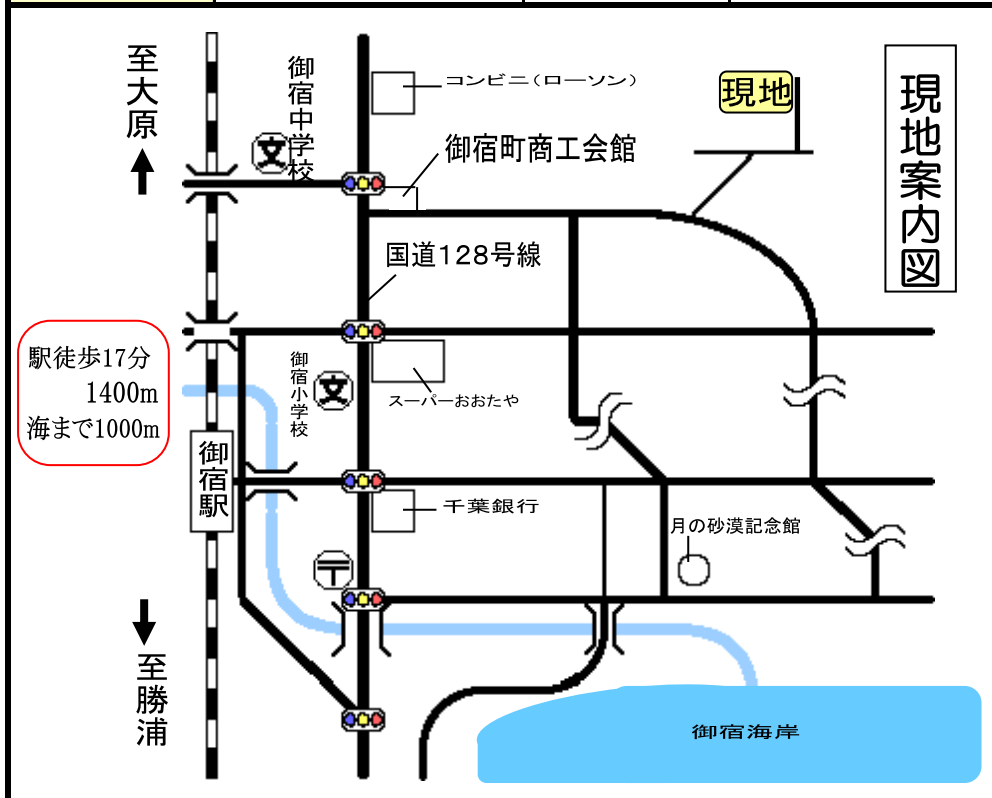 現地案内図
至大原
御宿中学校
文
コンビニ（ローソン）
現地
御宿町商工会館
国道128号線
駅徒歩17分
1400m
海まで1000m
御宿小学校
文
スーパーおおたや
御宿駅
千葉銀行
月の砂漠記念館
〒
至勝浦
御宿海岸